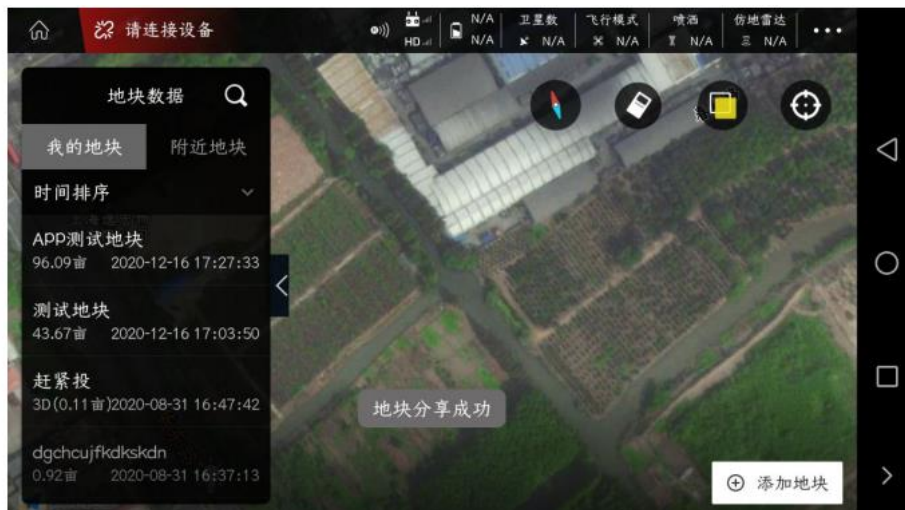 请连接设备
HD
N/A
N/A
卫星数
N/A
飞行模式
N/A
喷洒
N/A
仿地雷达
N/A
地块数据
我的地块 附近地块
时间排序
APP测试地块
96.09亩 2020-12-16 17:27:33
测试地块
43.67亩 2020-12-16 17:03:50
赶紧投
3D(0.11亩)2020-08-31 16:47:42
dgchcujfkdkskdn
0.92亩 2020-08-31 16:37:13
地块分享成功
添加地块